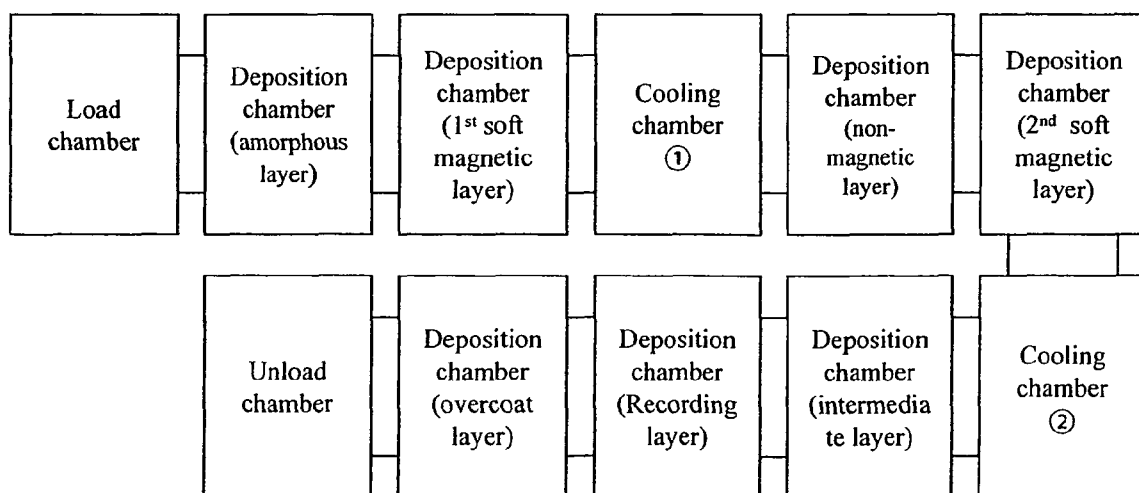 Load
chamber
Deposition
chamber
(amorphous
layer)
Deposition
chamber
(1st soft
magnetic
layer)
Cooling
chamber
①
Deposition
chamber
(non-
magnetic
layer)
Deposition
chamber
(2nd soft
magnetic
layer)
Unload
chamber
Deposition
chamber
(overcoat
layer)
Deposition
chamber
(Recording
layer)
Deposition
chamber
(intermedia
te layer)
Cooling
chamber
②